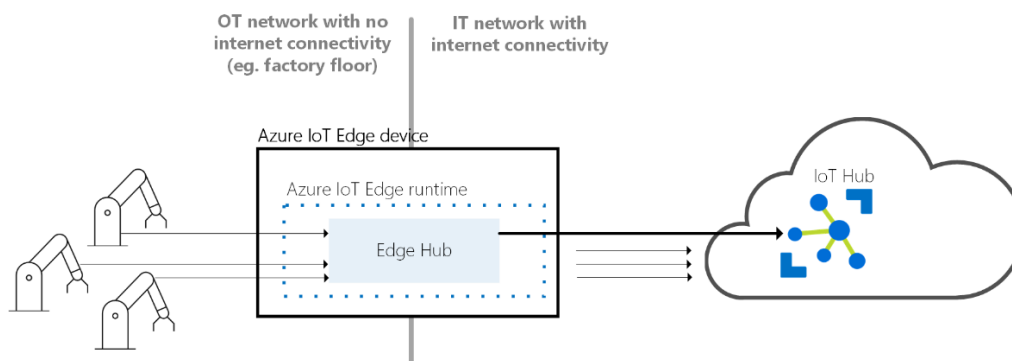 OT network with no
internet connectivity
(eg. factory floor)
IT network with
internet connectivity
Azure IoT Edge device
Azure IoT Edge runtime
Edge Hub
IoT Hub